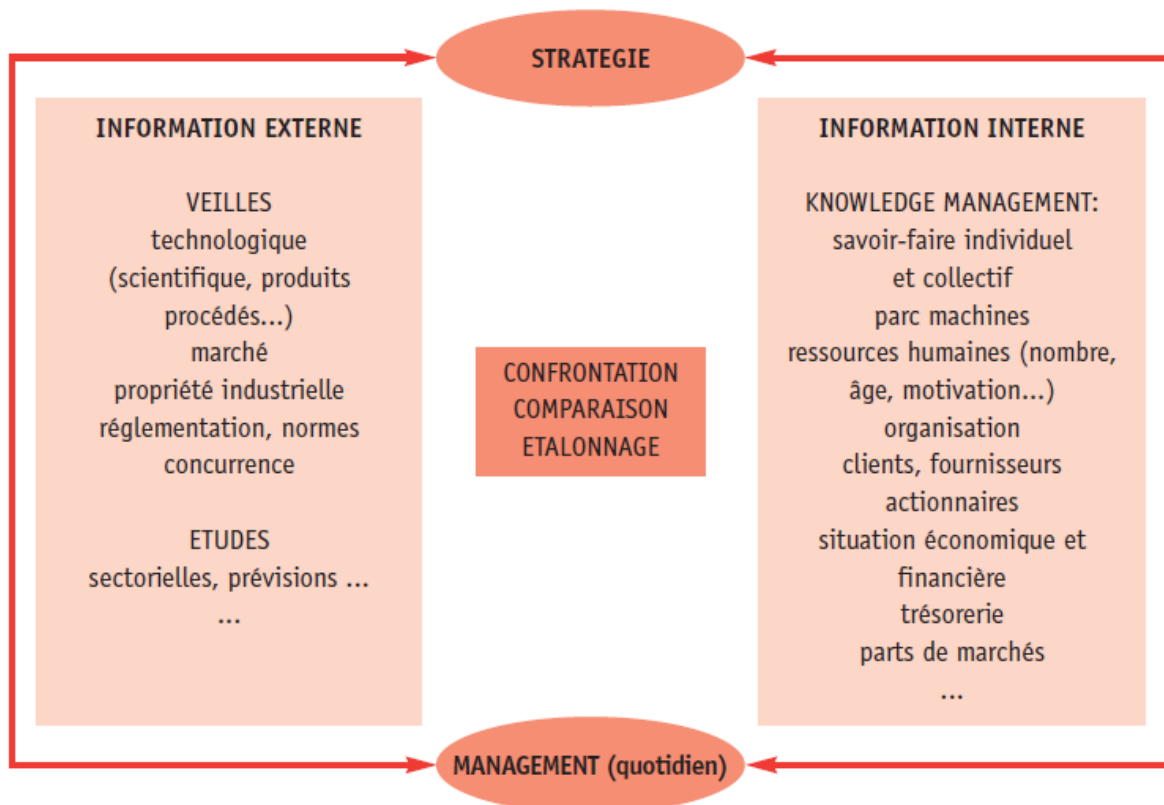 STRATEGIE
INFORMATION EXTERNE
VEILLES
technologique
(scientifique, produits
procédés...)
marché
propriété industrielle
réglementation, normes
concurrence
ETUDES
sectorielles, prévisions ...
...
CONFRONTATION
COMPARAISON
ETALONNAGE
INFORMATION INTERNE
KNOWLEDGE MANAGEMENT:
savoir-faire individuel
et collectif
parc machines
ressources humaines (nombre,
âge, motivation...)
organisation
clients, fournisseurs
actionnaires
situation économique et
financière
trésorerie
parts de marchés
...
MANAGEMENT (quotidien)